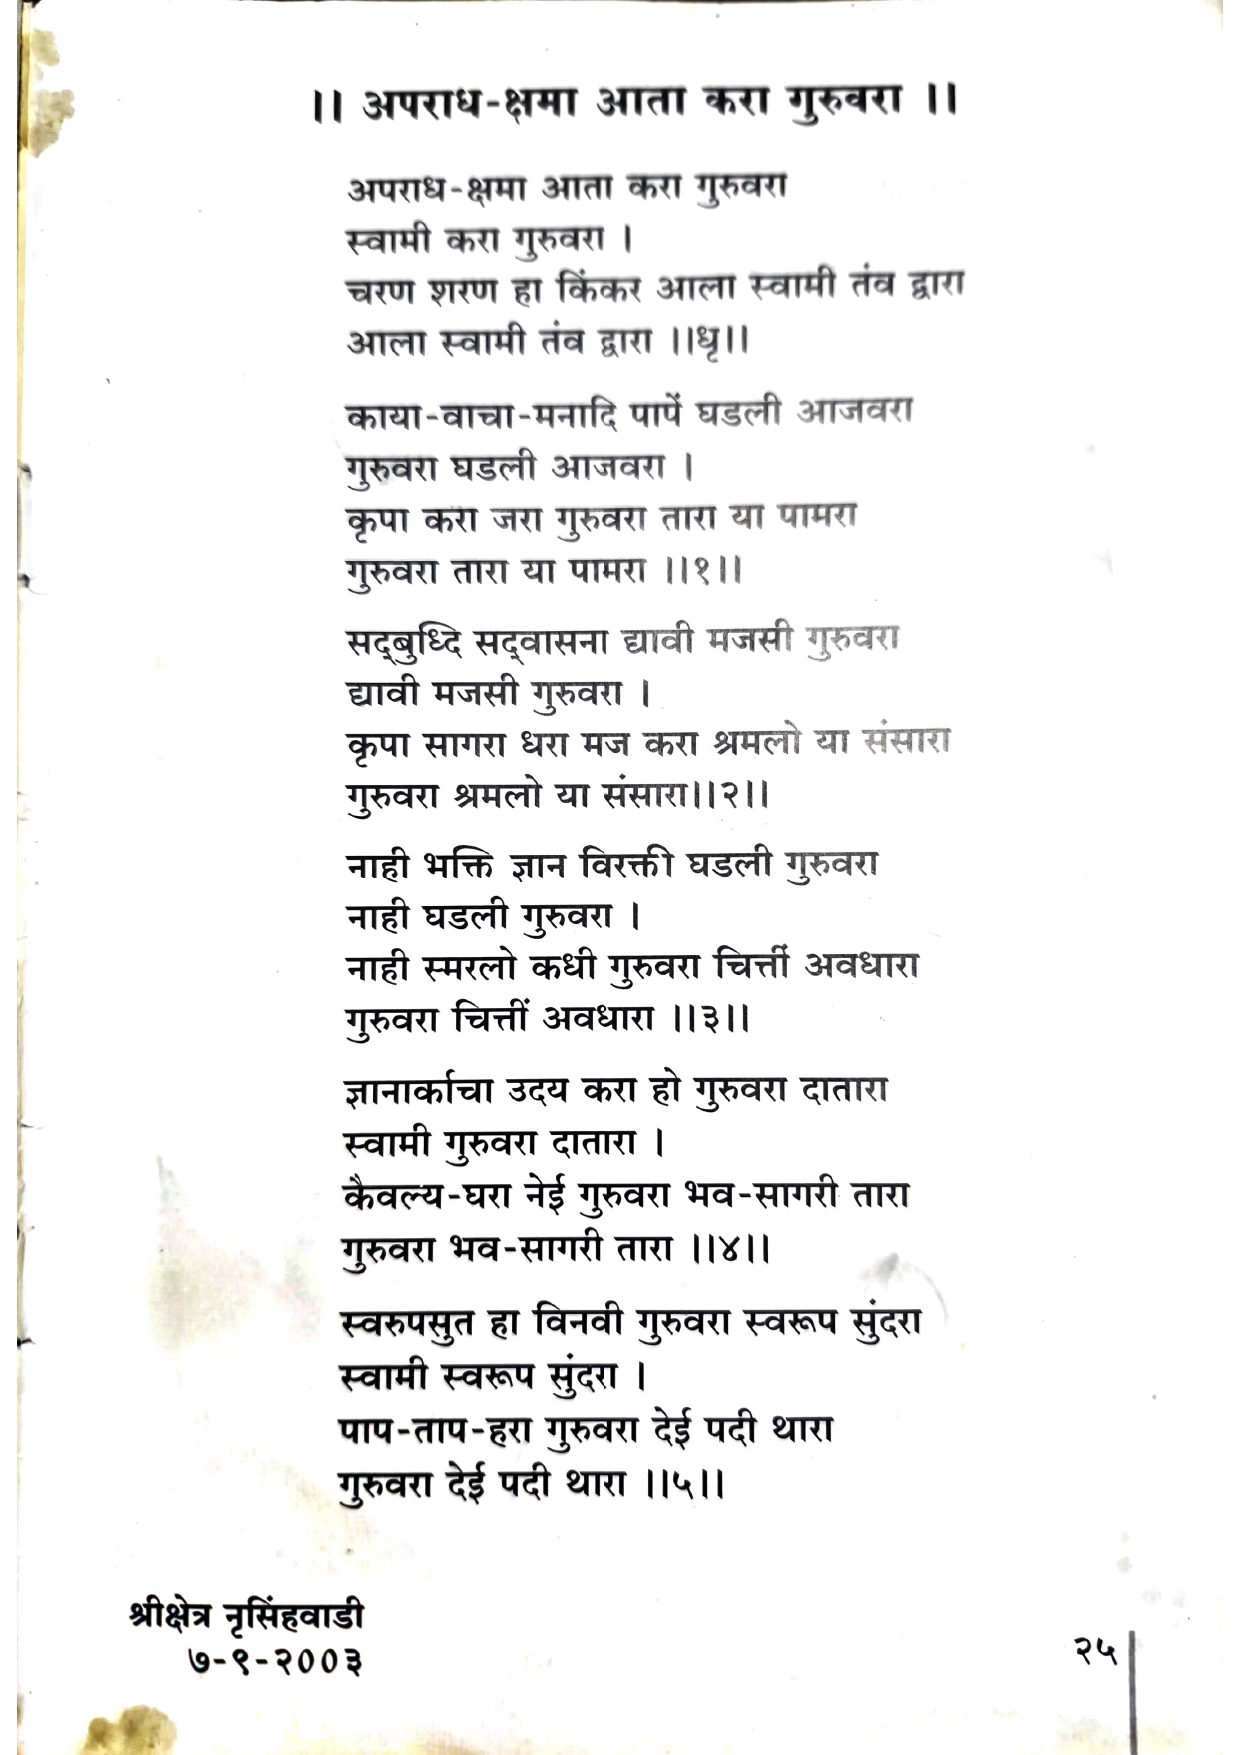 ।। अपराध-क्षमा आता करा गुरुवरा ।।
अपराध-क्षमा आता करा गुरुवरा
स्वामी करा गुरुवरा ।
चरण शरण हा किंकर आला स्वामी तंव द्वारा
आला स्वामी तंव द्वारा ।।धृ।।
काया-वाचा-मनादि पापें घडली आजवरा
गुरुवरा घडली आजवरा ।
कृपा करा जरा गुरुवरा तारा या पामरा
गुरुवरा तारा या पामरा ।।१।।
सद्‌बुध्दि सद्‌वासना द्यावी मजसी गुरुवरा
द्यावी मजसी गुरुवरा ।
कृपा सागरा धरा मज करा श्रमलो या संसारा
गुरुवरा श्रमलो या संसारा।।२।।
नाही भक्ति ज्ञान विरक्ती घडली गुरुवरा
नाही घडली गुरुवरा ।
नाही स्मरलो कधी गुरुवरा चित्तीं अवधारा
गुरुवरा चित्तीं अवधारा ।।३।।
ज्ञानार्काचा उदय करा हो गुरुवरा दातारा
स्वामी गुरुवरा दातारा ।
कैवल्य-घरा नेई गुरुवरा भव-सागरी तारा
गुरुवरा भव-सागरी तारा ।।४।।
स्वरुपसुत हा विनवी गुरुवरा स्वरूप सुंदरा
स्वामी स्वरूप सुंदरा ।
पाप-ताप-हरा गुरुवरा देई पदी थारा
गुरुवरा देई पदी थारा ।।५।।
श्रीक्षेत्र नृसिंहवाडी
७-९-२००३
२५